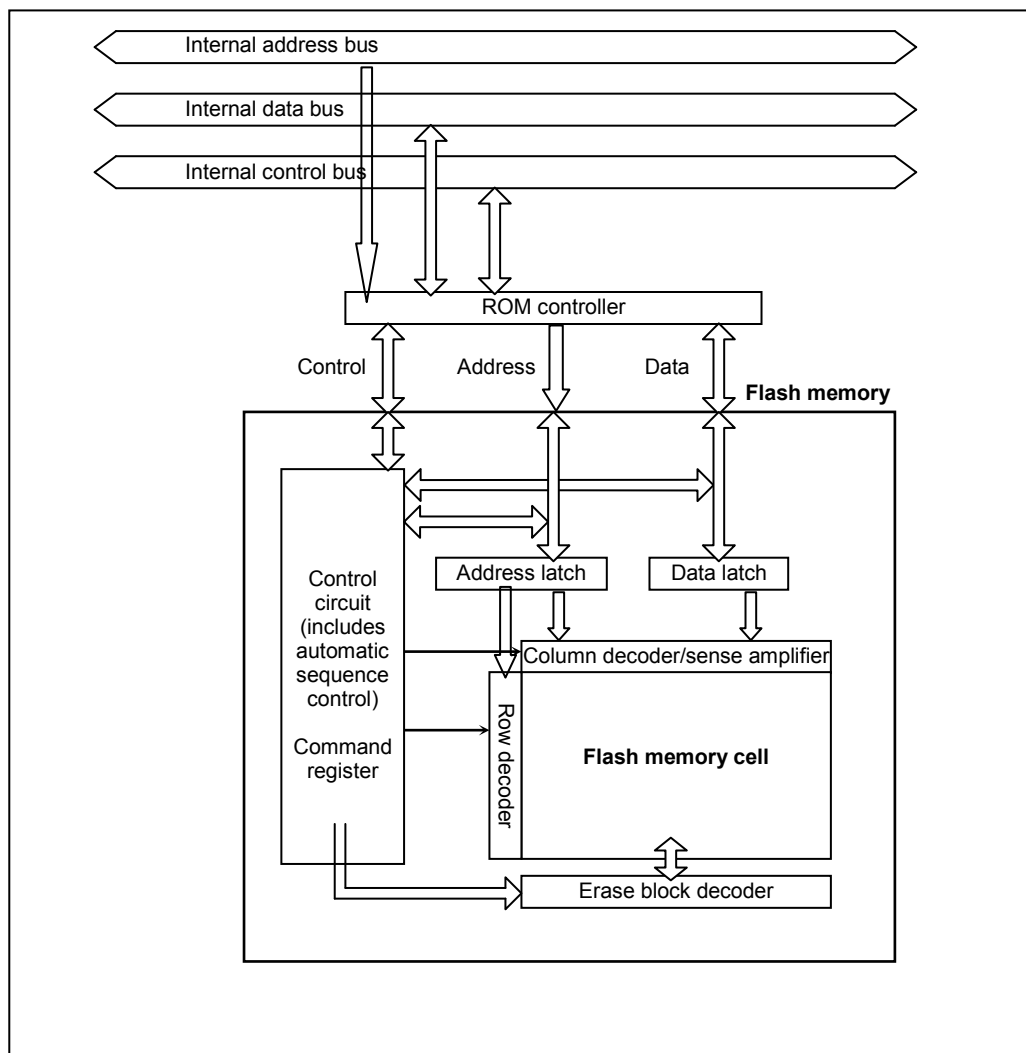 Internal address bus
Internal data bus
Internal control bus
ROM controller
Control
Address
Data
Flash memory
Address latch
Data latch
Control
circuit
(includes
automatic
sequence
control)
Command
register
Column decoder/sense amplifier
Row decoder
Flash memory cell
Erase block decoder